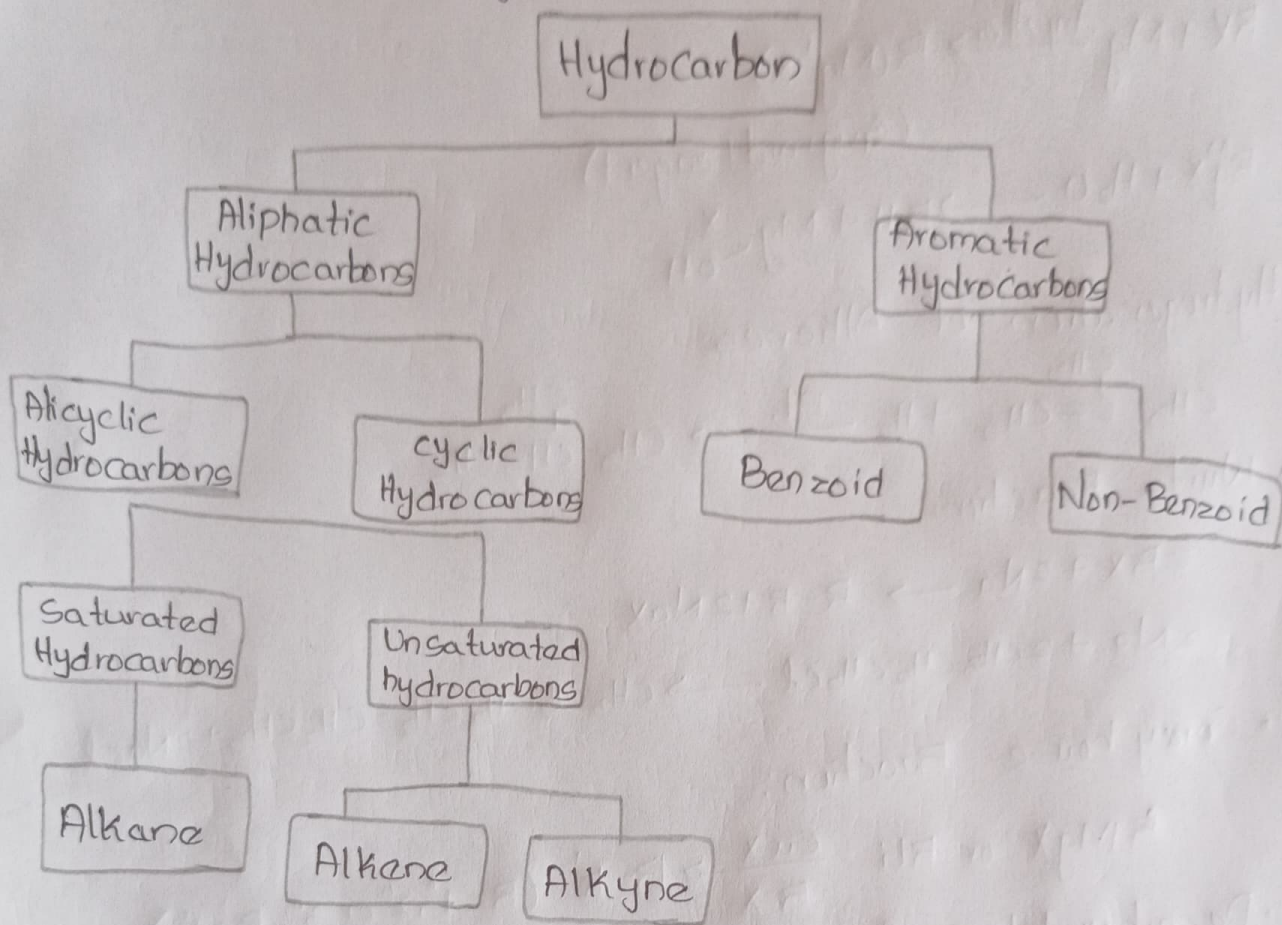 Hydrocarbon
Aliphatic
Hydrocarbons
Aromatic
Hydrocarbons
Alicyclic
Hydrocarbons
cyclic
Hydrocarbons
Benzoid
Non-Benzoid
Saturated
Hydrocarbons
Unsaturated
hydrocarbons
Alkane
Alkene
Alkyne